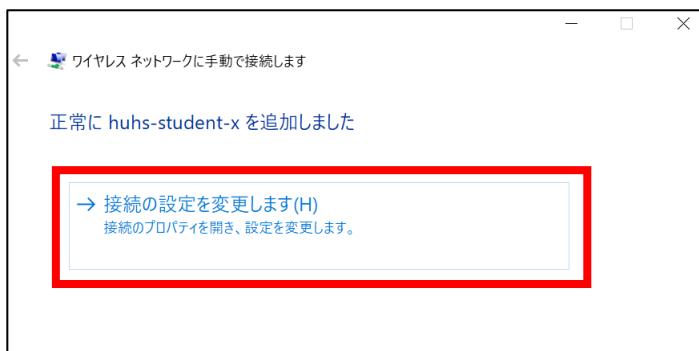 ワイヤレス ネットワークに手動で接続します
正常に huhs-student-x を追加しました
→ 接続の設定を変更します(H)
接続のプロパティを開き、設定を変更します。